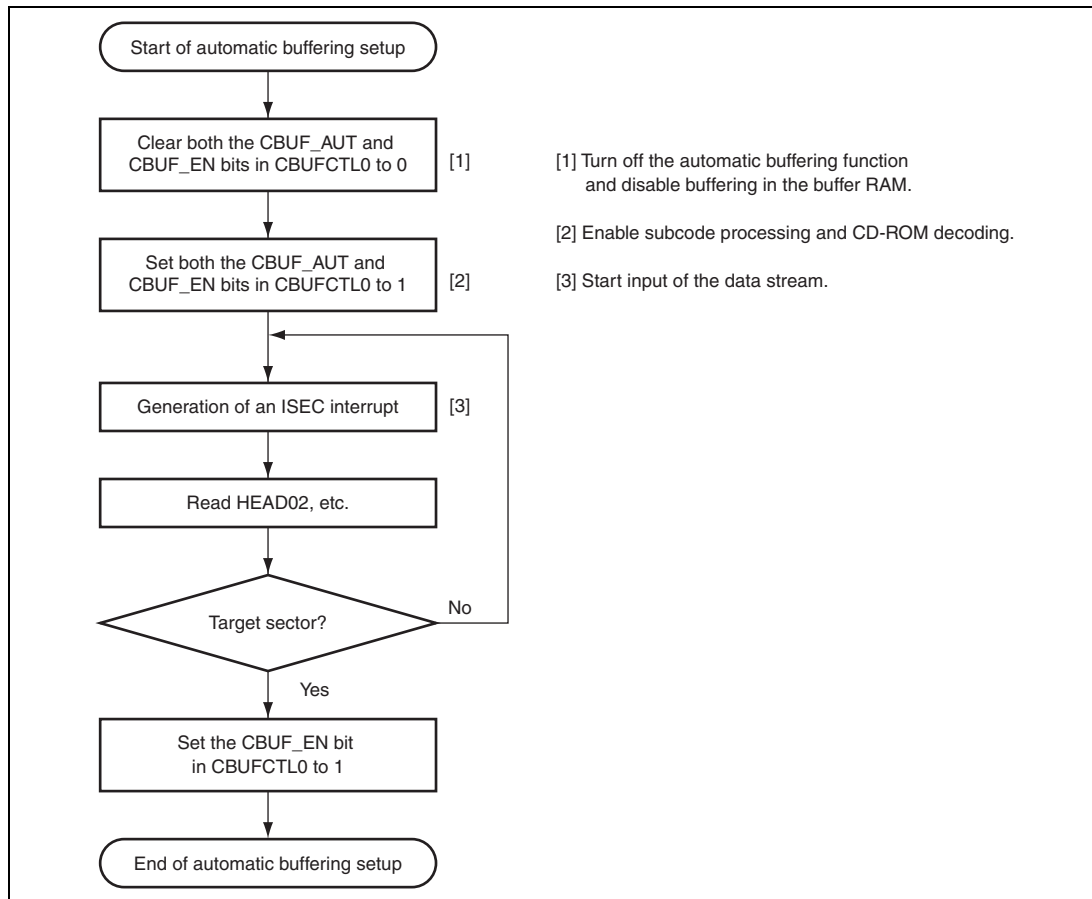 Start of automatic buffering setup
Clear both the CBUF_AUT and
CBUF_EN bits in CBUFCTL0 to 0
[1]
[1] Turn off the automatic buffering function
and disable buffering in the buffer RAM.
[2] Enable subcode processing and CD-ROM decoding.
Set both the CBUF_AUT and
CBUF_EN bits in CBUFCTL0 to 1
[2]
[3] Start input of the data stream.
Generation of an ISEC interrupt
[3]
Read HEAD02, etc.
Target sector?
No
Yes
Set the CBUF_EN bit
in CBUFCTL0 to 1
End of automatic buffering setup